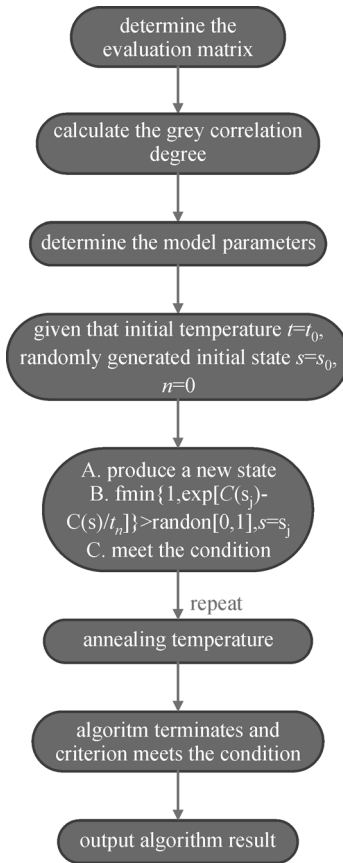 determine the
evaluation matrix
calculate the grey correlation
degree
determine the model parameters
given that initial temperature t=t₀,
randomly generated initial state s=s₀,
n=0
A. produce a new state
B. fmin{1,exp[C(sⱼ)-
C(s)/tₙ]}>randon[0,1],s=sⱼ
C. meet the condition
repeat
annealing temperature
algoritm terminates and
criterion meets the condition
output algorithm result